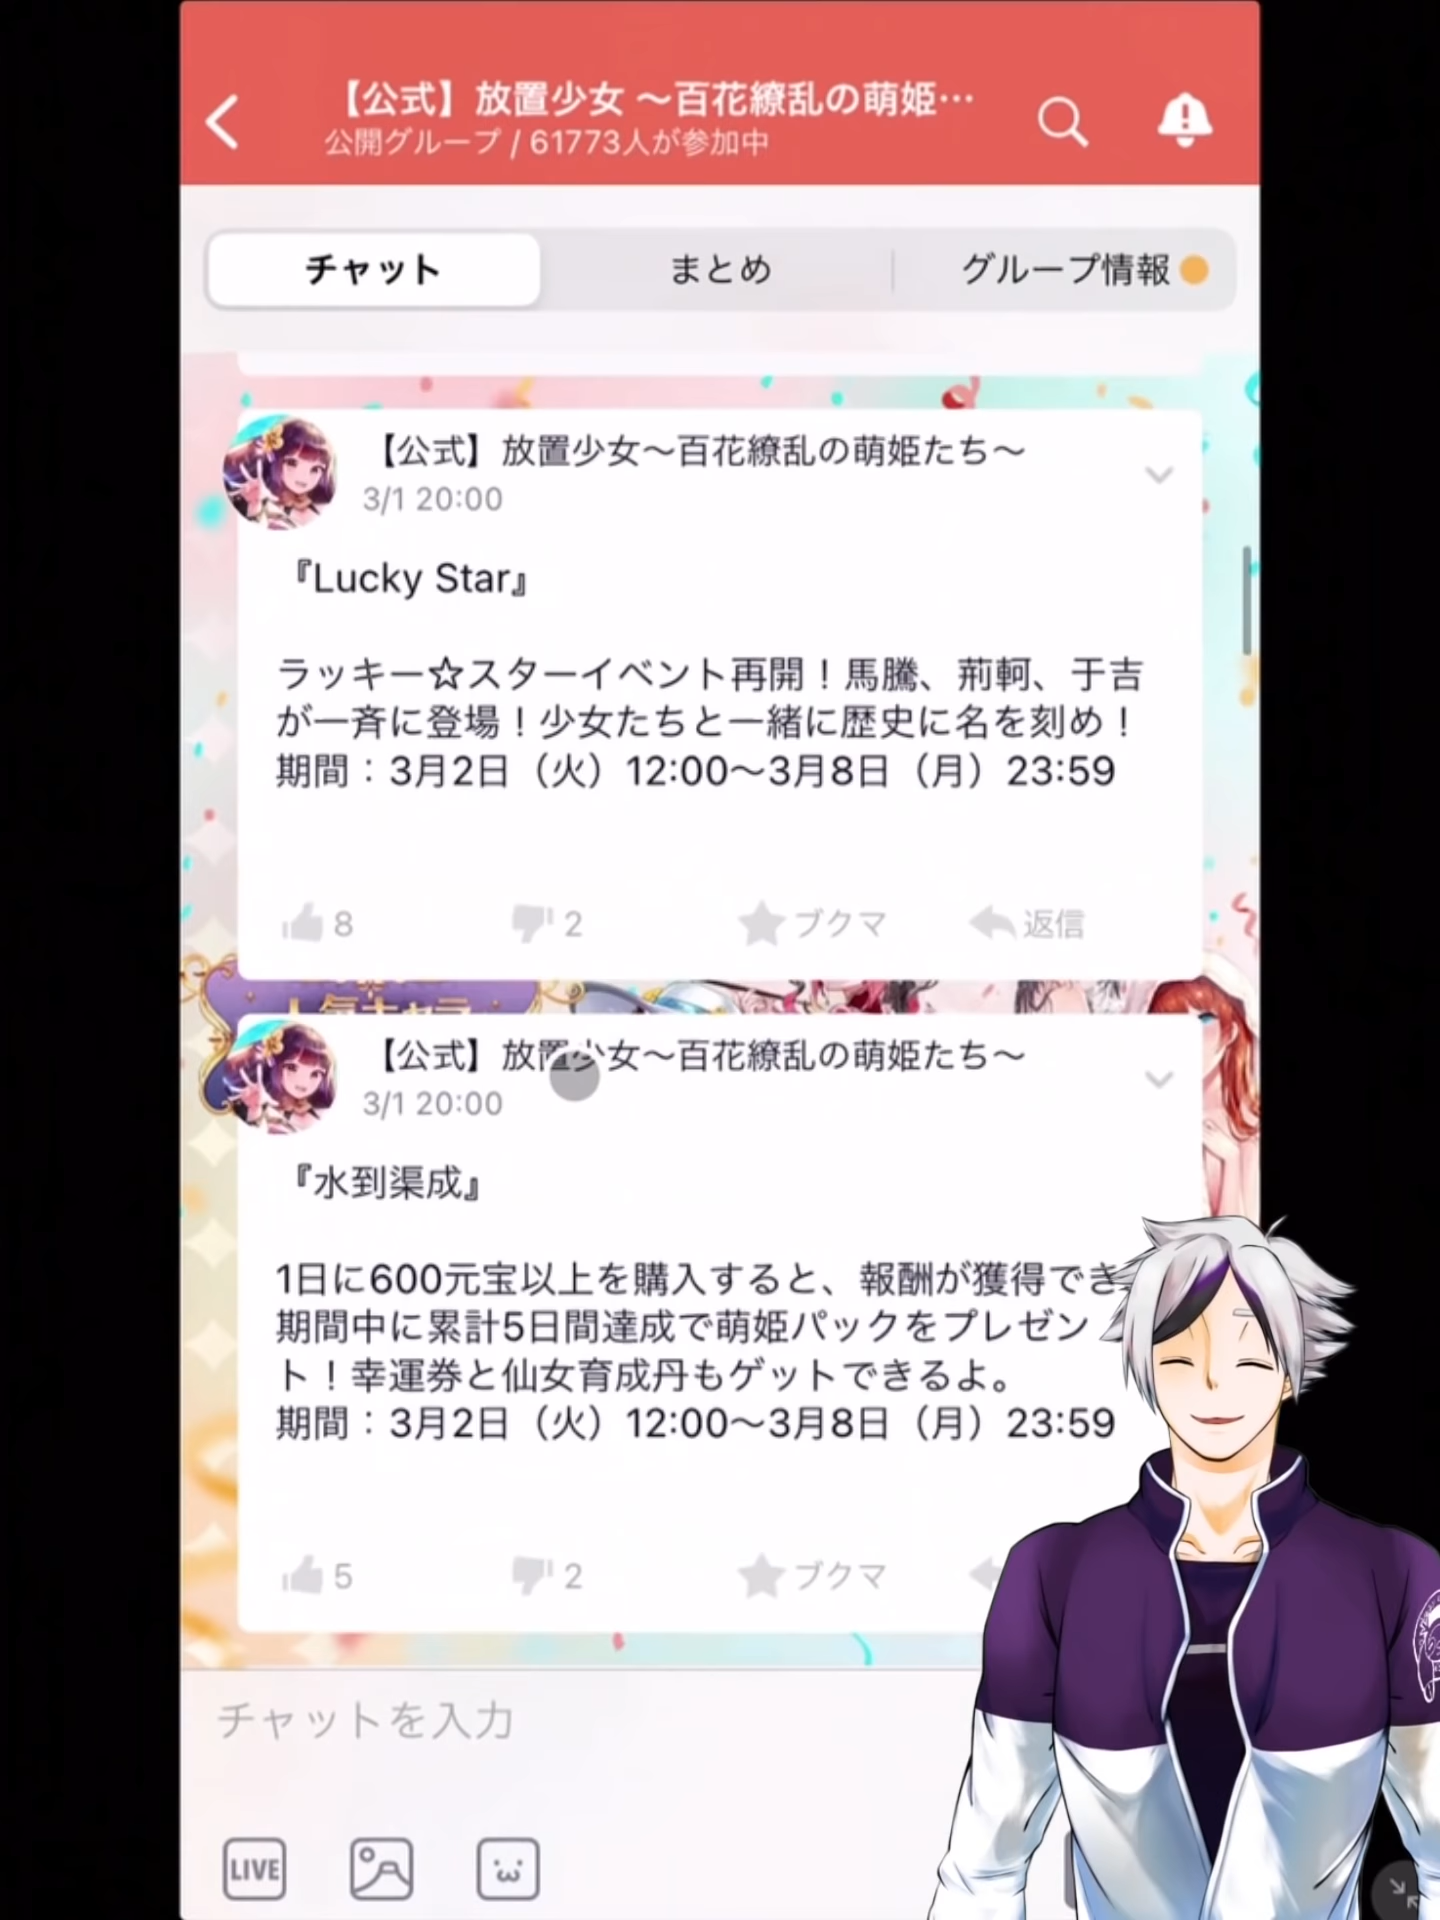 【公式】放置少女 〜百花繚乱の萌姫…
公開グループ / 61773人が参加中
チャット
まとめ
グループ情報
【公式】放置少女〜百花繚乱の萌姫たち〜
3/1 20:00
『Lucky Star』
ラッキー☆スターイベント再開！馬騰、荊軻、于吉
が一斉に登場！少女たちと一緒に歴史に名を刻め！
期間：3月2日（火）12:00〜3月8日（月）23:59
8
2
ブクマ
返信
人気キャラ
【公式】放置少女〜百花繚乱の萌姫たち〜
3/1 20:00
『水到渠成』
1日に600元宝以上を購入すると、報酬が獲得でき
期間中に累計5日間達成で萌姫パックをプレゼン
ト！幸運券と仙女育成丹もゲットできるよ。
期間：3月2日（火）12:00〜3月8日（月）23:59
5
2
ブクマ
チャットを入力
LIVE